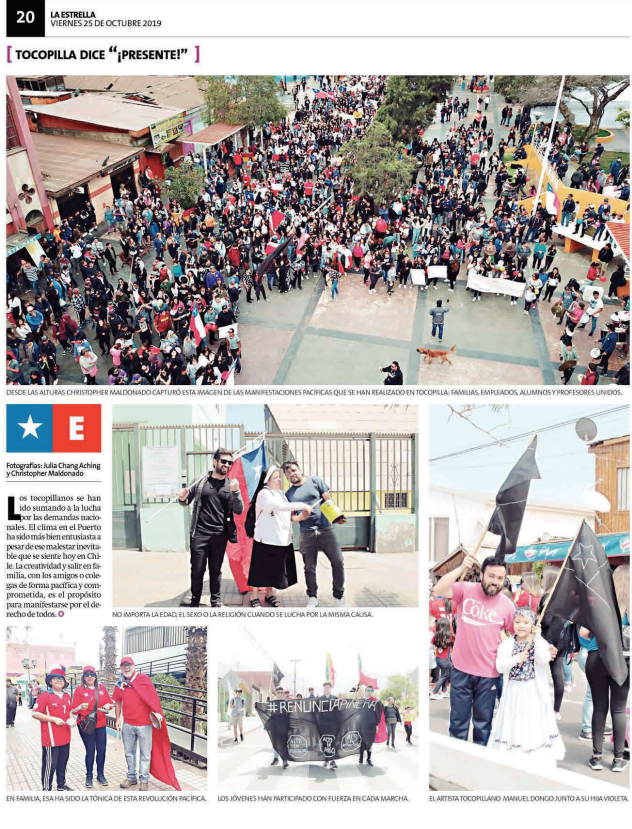 20
LA ESTRELLA
VIERNES 25 DE OCTUBRE 2019
[ TOCOPILLA DICE “¡PRESENTE!” ]
DESDE LAS ALTURAS CHRISTOPHER MALDONADO CAPTURÓ ESTA IMAGEN DE LAS MANIFESTACIONES PACÍFICAS QUE SE HAN REALIZADO EN TOCOPILLA: FAMILIAS, EMPLEADOS, ALUMNOS Y PROFESORES UNIDOS.
E
Fotografías: Julia Chang Aching
y Christopher Maldonado
Los tocopillanos se han
ido sumando a la lucha
por las demandas nacio-
nales. El clima en el Puerto
ha sido más bien entusiasta a
pesar de ese malestar inevita-
ble que se siente hoy en Chi-
le. La creatividad y salir en fa-
milia, con los amigos o cole-
gas de forma pacífica y com-
prometida, es el propósito
para manifestarse por el de-
recho de todos.
NO IMPORTA LA EDAD, EL SEXO O LA RELIGIÓN CUANDO SE LUCHA POR LA MISMA CAUSA.
Coke
#RENUNCIAPIÑERA
EN FAMILIA, ESA HA SIDO LA TÓNICA DE ESTA REVOLUCIÓN PACÍFICA.
LOS JÓVENES HAN PARTICIPADO CON FUERZA EN CADA MARCHA.
EL ARTISTA TOCOPILLANO MANUEL DONGO JUNTO A SU HIJA VIOLETA.